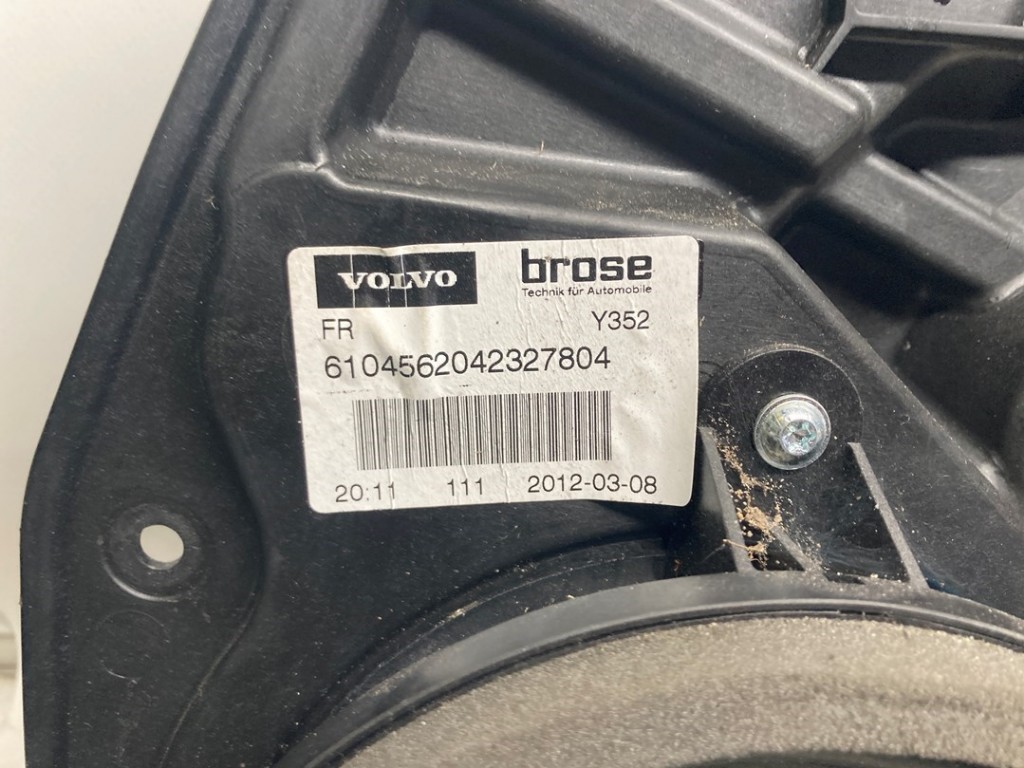 VOLVO brose
Technik für Automobile
FR Y352
6104562042327804
20:11 111 2012-03-08